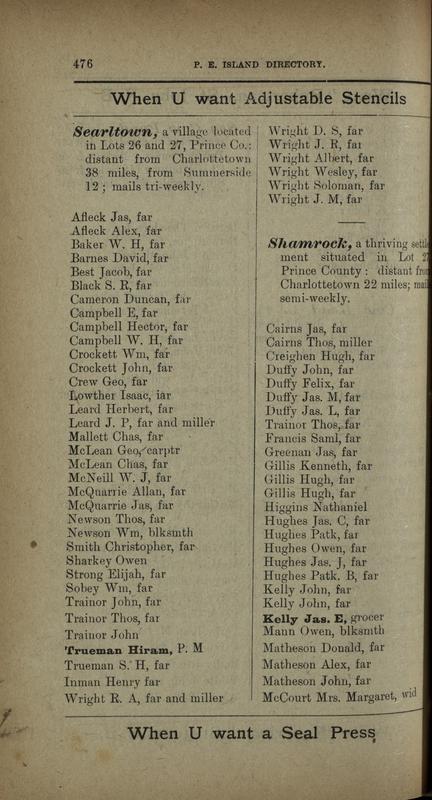 476
P. E. ISLAND DIRECTORY.
When U want Adjustable Stencils
Searltown, a village located
in Lots 26 and 27, Prince Co.:
distant from Charlottetown
38 miles, from Summerside
12 ; mails tri-weekly.
Afleck Jas, far
Afleck Alex, far
Baker W. H, far
Barnes David, far
Best Jacob, far
Black S. R, far
Cameron Duncan, far
Campbell E, far
Campbell Hector, far
Campbell W. H, far
Crockett Wm, far
Crockett John, far
Crew Geo, far
Lowther Isaac, iar
Leard Herbert, far
Leard J. P, far and miller
Mallett Chas, far
McLean Geo, carptr
McLean Chas, far
McNeill W. J, far
McQuarrie Allan, far
McQuarrie Jas, far
Newson Thos, far
Newson Wm, blksmth
Smith Christopher, far
Sharkey Owen
Strong Elijah, far
Sobey Wm, far
Trainor John, far
Trainor Thos, far
Trainor John
Trueman Hiram, P. M
Trueman S. H, far
Inman Henry far
Wright R. A, far and miller
Wright D. S, far
Wright J. R, far
Wright Albert, far
Wright Wesley, far
Wright Soloman, far
Wright J. M, far
Shamrock, a thriving settle
ment situated in Lot 27
Prince County : distant from
Charlottetown 22 miles; mail
semi-weekly.
Cairns Jas, far
Cairns Thos, miller
Creighen Hugh, far
Duffy John, far
Duffy Felix, far
Duffy Jas. M, far
Duffy Jas. L, far
Trainor Thos, far
Francis Saml, far
Greenan Jas, far
Gillis Kenneth, far
Gillis Hugh, far
Gillis Hugh, far
Higgins Nathaniel
Hughes Jas. C, far
Hughes Patk, far
Hughes Owen, far
Hughes Jas. J, far
Hughes Patk. B, far
Kelly John, far
Kelly John, far
Kelly Jas. E, grocer
Mann Owen, blksmth
Matheson Donald, far
Matheson Alex, far
Matheson John, far
McCourt Mrs. Margaret, wid
When U want a Seal Press